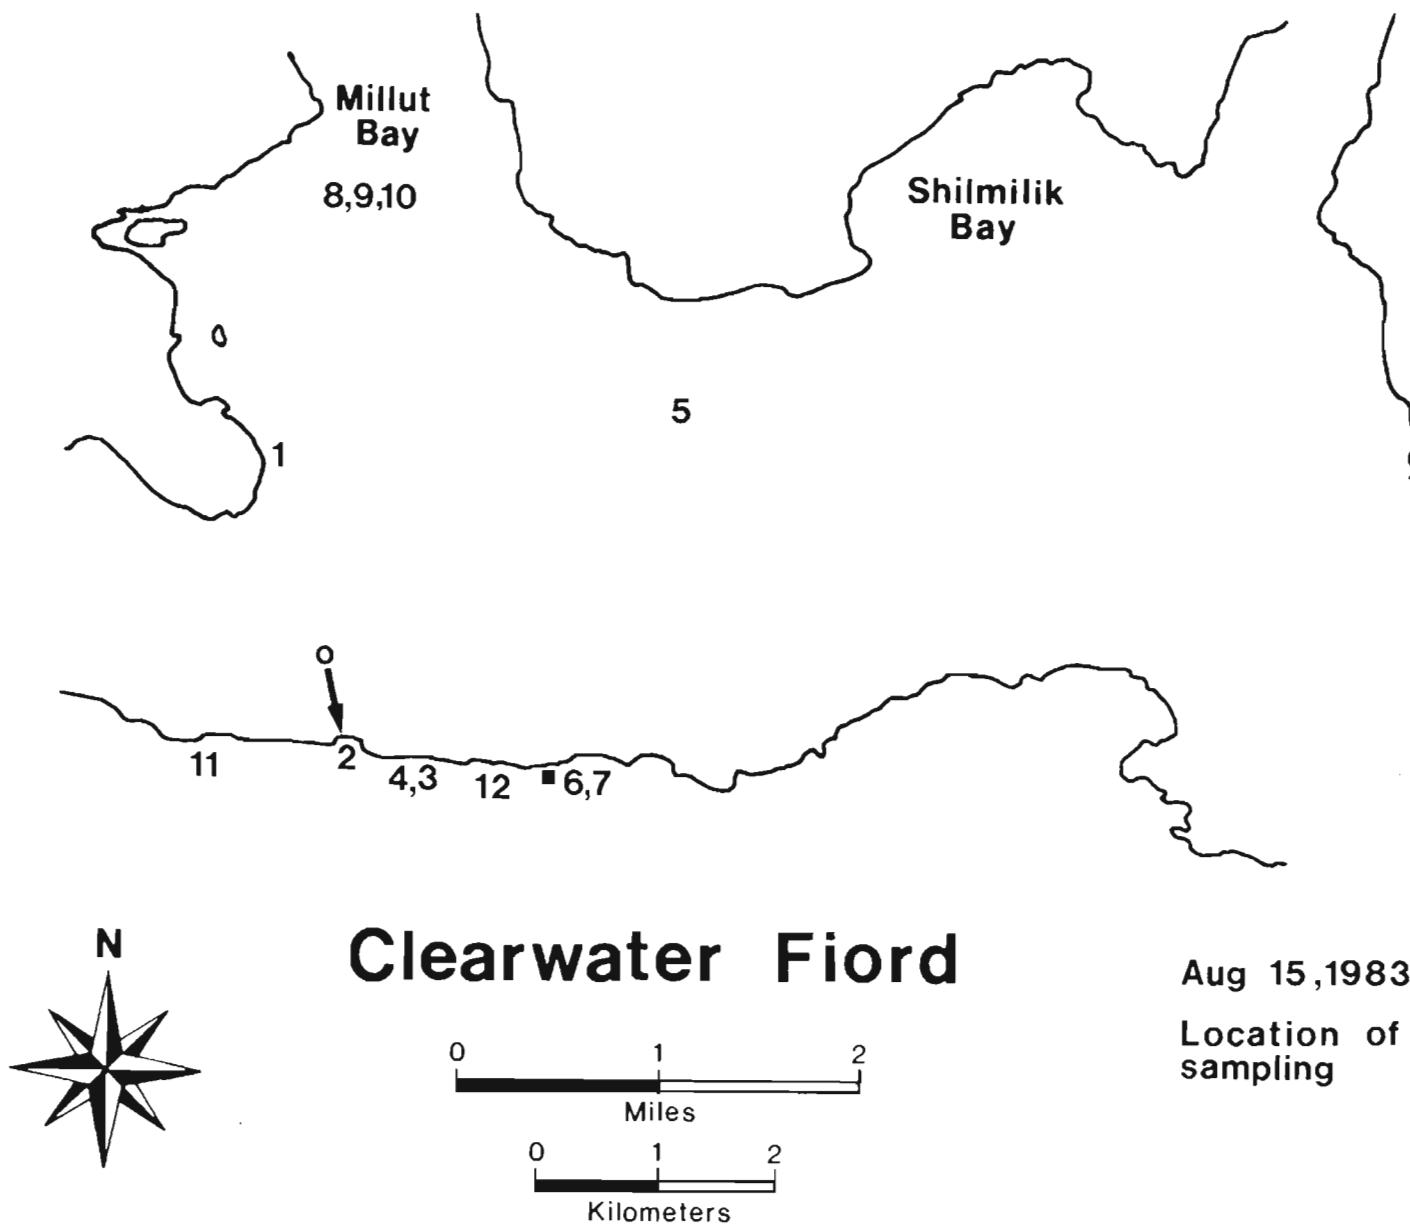 Millut
Bay
8,9,10
Shilmilik
Bay
5
1
o
11
2
4,3
12
6,7
N
Clearwater Fiord
Aug 15,1983
Location of
sampling
0 1 2
Miles
0 1 2
Kilometers